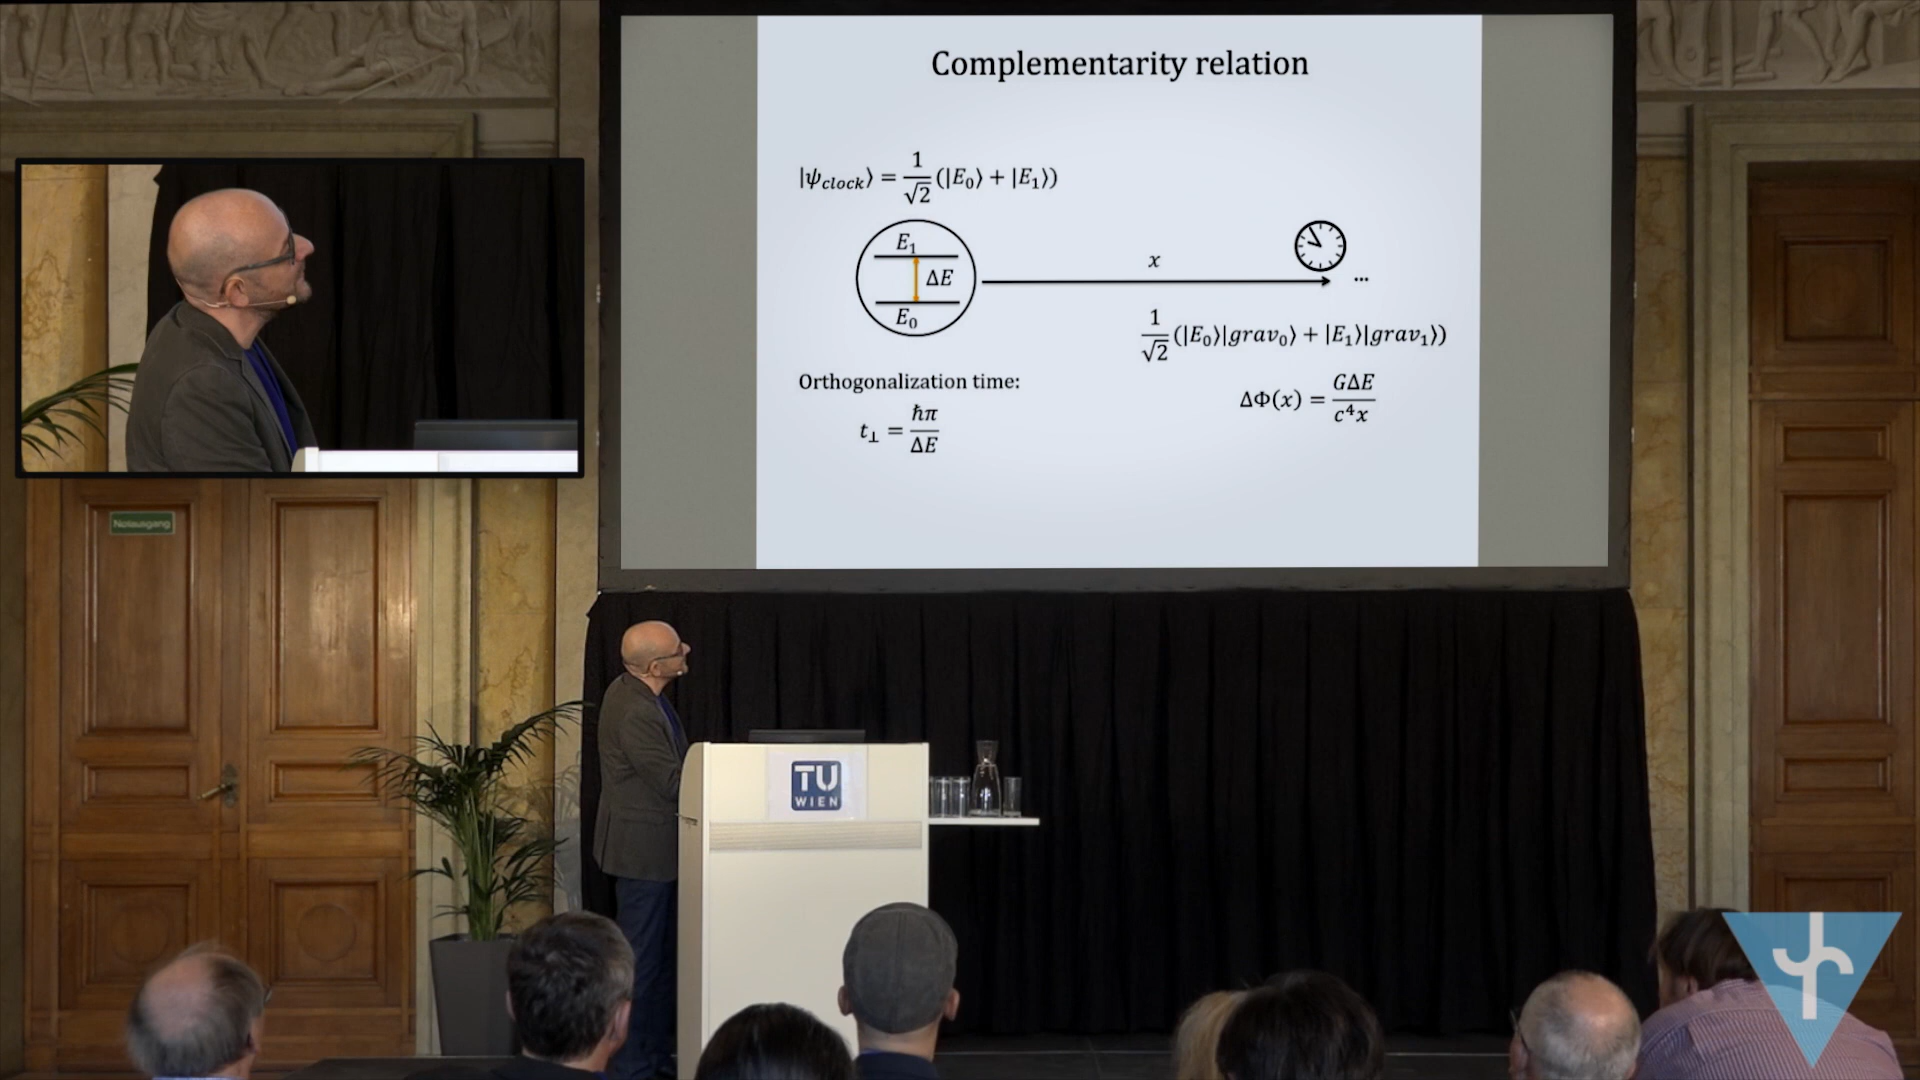 Complementarity relation
|ψ_clock⟩ = 1/√2 (|E₀⟩ + |E₁⟩)
E₁
ΔE
E₀
x
...
1/√2 (|E₀⟩|grav₀⟩ + |E₁⟩|grav₁⟩)
Orthogonalization time:
t⊥ = ħπ/ΔE
ΔΦ(x) = GΔE/c⁴x
Notausgang
TU
WIEN